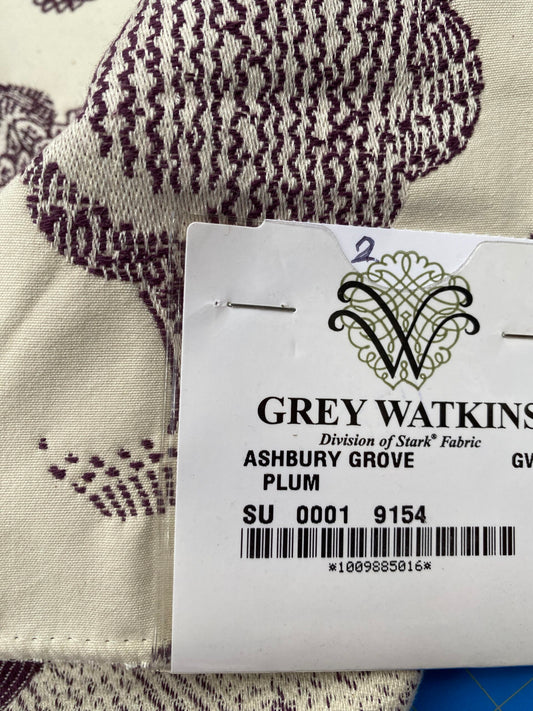 2
W
GREY WATKINS
Division of Stark® Fabric
ASHBURY GROVE GW
PLUM
SU 0001 9154
*1009885016*